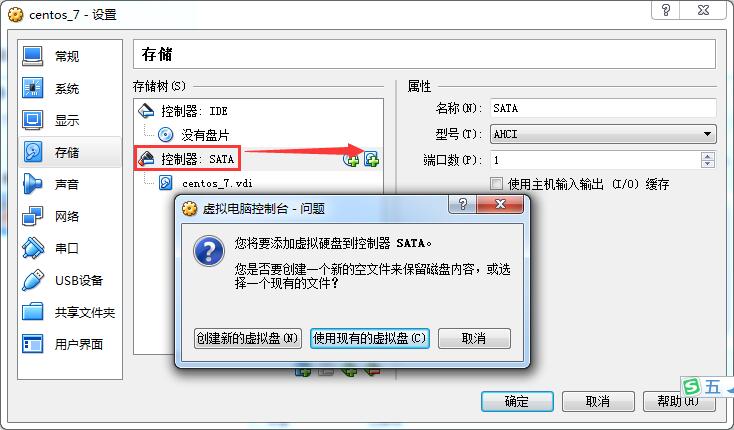 centos_7 - 设置
常规
系统
显示
存储
声音
网络
串口
USB设备
共享文件夹
用户界面
存储
存储树(S)
控制器: IDE
没有盘片
控制器: SATA
centos_7.vdi
属性
名称(N): SATA
型号(T): AHCI
端口数(P): 1
使用主机输入输出 (I/O) 缓存
虚拟电脑控制台 - 问题
您将要添加虚拟硬盘到控制器 SATA。
您是否要创建一个新的空文件来保留磁盘内容，或选
择一个现有的文件？
创建新的虚拟盘(N)
使用现有的虚拟盘(C)
取消
确定
取消
帮助(H)
五